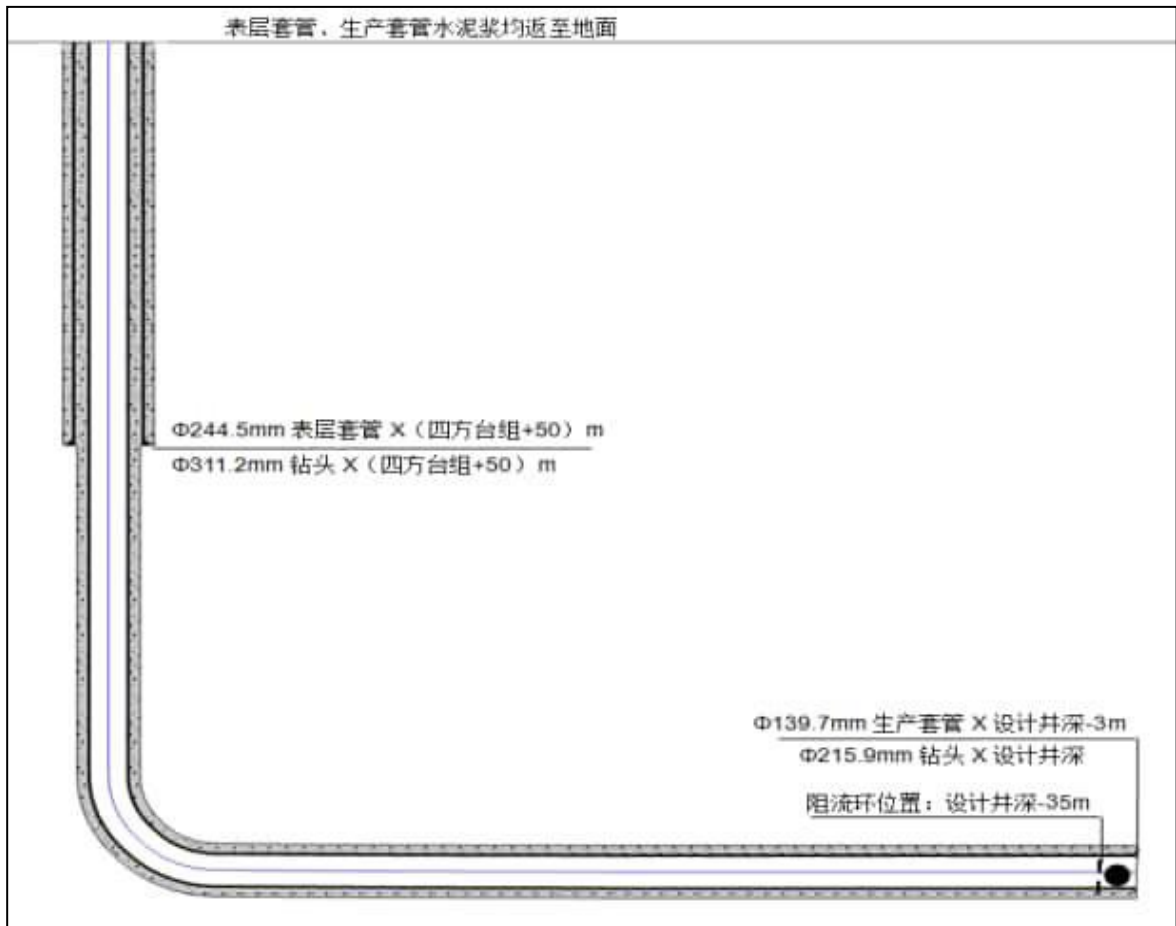 表层套管、生产套管水泥浆均返至地面
Φ244.5mm 表层套管 X（四方台组+50）m
Φ311.2mm 钻头 X（四方台组+50）m
Φ139.7mm 生产套管 X 设计井深-3m
Φ215.9mm 钻头 X 设计井深
阻流环位置：设计井深-35m